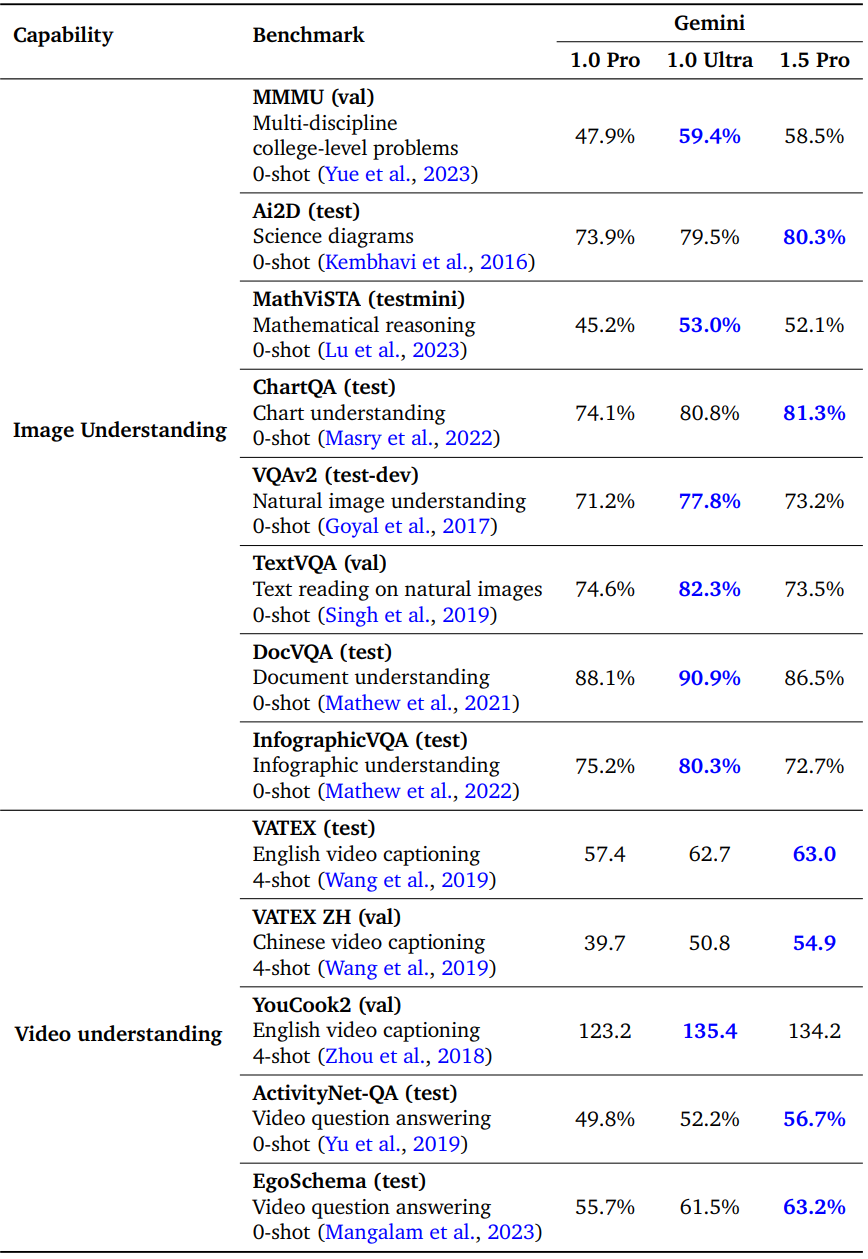 Capability Benchmark Gemini
1.0 Pro 1.0 Ultra 1.5 Pro
Image Understanding
MMMU (val)
Multi-discipline
college-level problems
0-shot (Yue et al., 2023)
47.9% 59.4% 58.5%
Ai2D (test)
Science diagrams
0-shot (Kembhavi et al., 2016)
73.9% 79.5% 80.3%
MathViSTA (testmini)
Mathematical reasoning
0-shot (Lu et al., 2023)
45.2% 53.0% 52.1%
ChartQA (test)
Chart understanding
0-shot (Masry et al., 2022)
74.1% 80.8% 81.3%
VQAv2 (test-dev)
Natural image understanding
0-shot (Goyal et al., 2017)
71.2% 77.8% 73.2%
TextVQA (val)
Text reading on natural images
0-shot (Singh et al., 2019)
74.6% 82.3% 73.5%
DocVQA (test)
Document understanding
0-shot (Mathew et al., 2021)
88.1% 90.9% 86.5%
InfographicVQA (test)
Infographic understanding
0-shot (Mathew et al., 2022)
75.2% 80.3% 72.7%
Video understanding
VATEX (test)
English video captioning
4-shot (Wang et al., 2019)
57.4 62.7 63.0
VATEX ZH (val)
Chinese video captioning
4-shot (Wang et al., 2019)
39.7 50.8 54.9
YouCook2 (val)
English video captioning
4-shot (Zhou et al., 2018)
123.2 135.4 134.2
ActivityNet-QA (test)
Video question answering
0-shot (Yu et al., 2019)
49.8% 52.2% 56.7%
EgoSchema (test)
Video question answering
0-shot (Mangalam et al., 2023)
55.7% 61.5% 63.2%